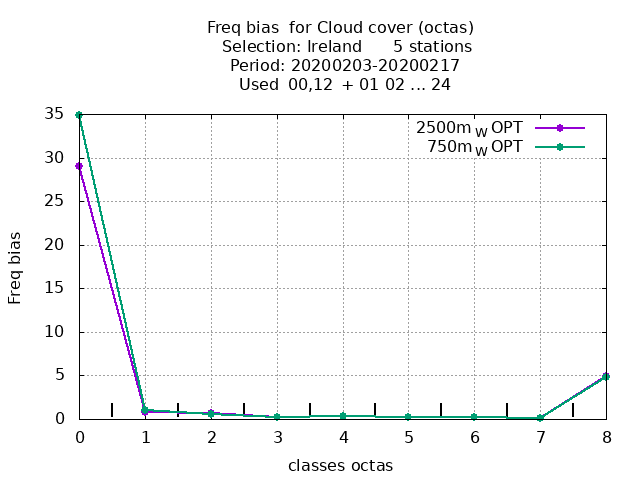 Freq bias for Cloud cover (octas)
Selection: Ireland 5 stations
Period: 20200203-20200217
Used 00,12 + 01 02 ... 24
2500m W OPT
750m W OPT
35
30
25
20
15
10
5
0
Freq bias
0 1 2 3 4 5 6 7 8
classes octas